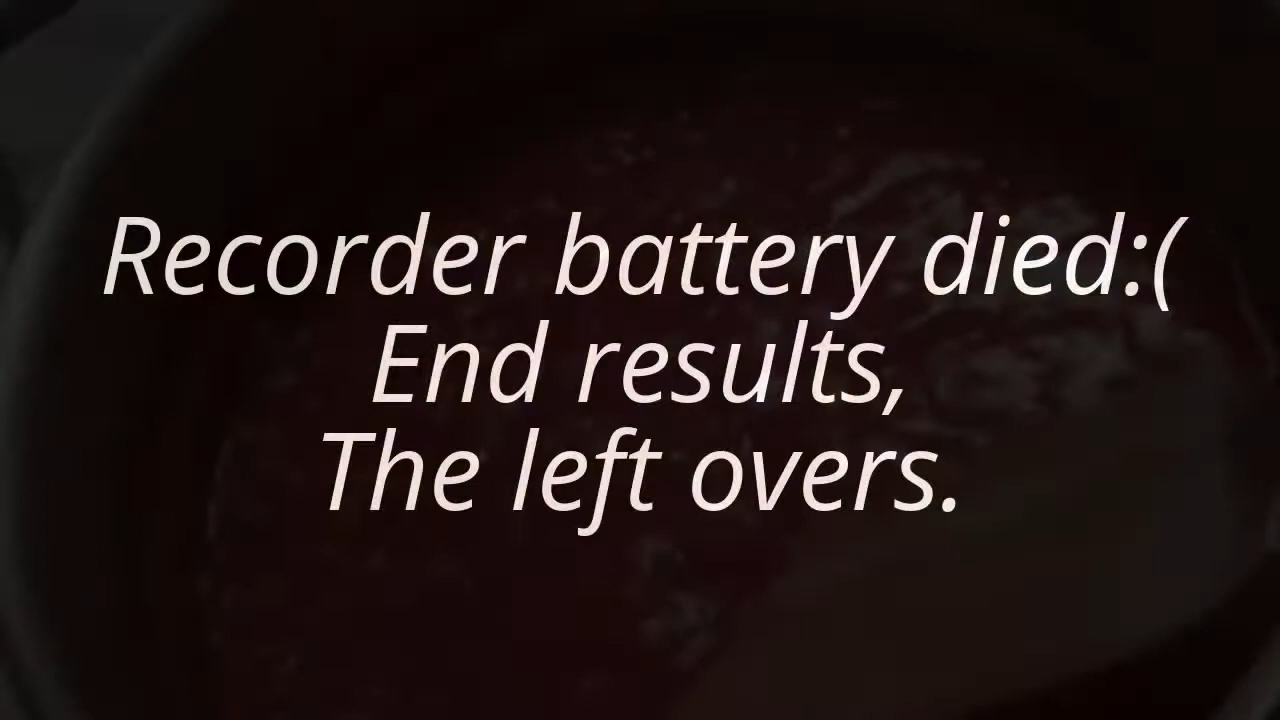 Recorder battery died:(
End results,
The left overs.